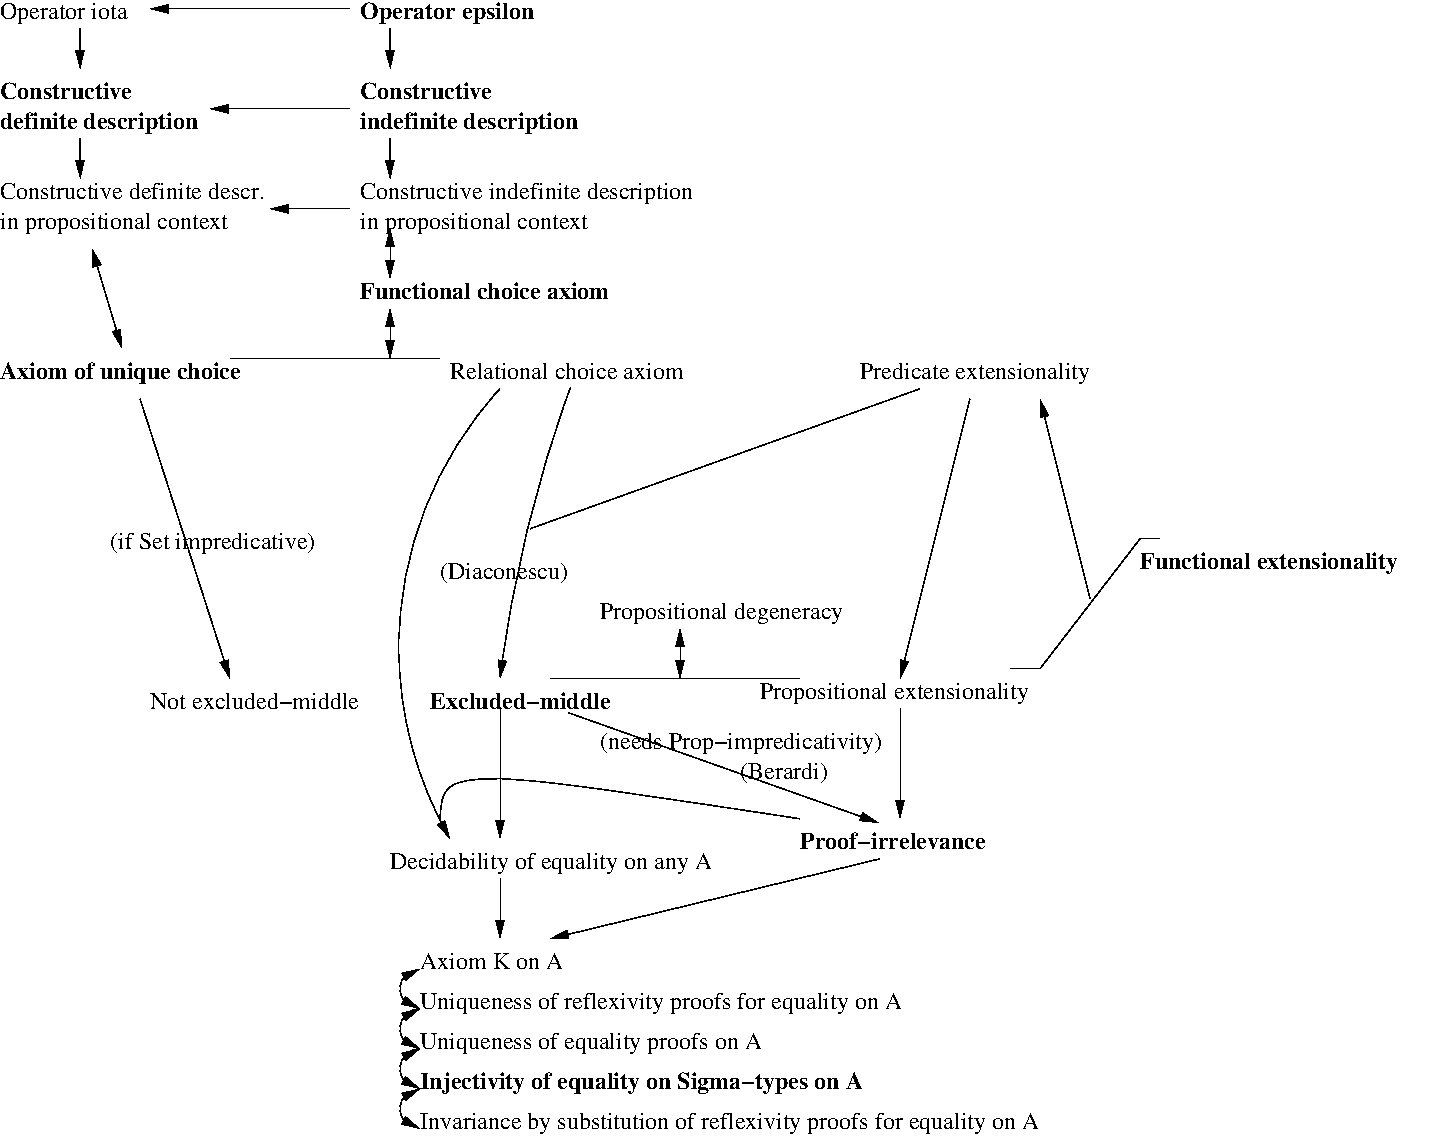 Operator iota
Operator epsilon
Constructive
definite description
Constructive
indefinite description
Constructive definite descr.
in propositional context
Constructive indefinite description
in propositional context
Functional choice axiom
Axiom of unique choice
Relational choice axiom
Predicate extensionality
(if Set impredicative)
(Diaconescu)
Functional extensionality
Propositional degeneracy
Not excluded−middle
Excluded−middle
Propositional extensionality
(needs Prop−impredicativity)
(Berardi)
Proof−irrelevance
Decidability of equality on any A
Axiom K on A
Uniqueness of reflexivity proofs for equality on A
Uniqueness of equality proofs on A
Injectivity of equality on Sigma−types on A
Invariance by substitution of reflexivity proofs for equality on A